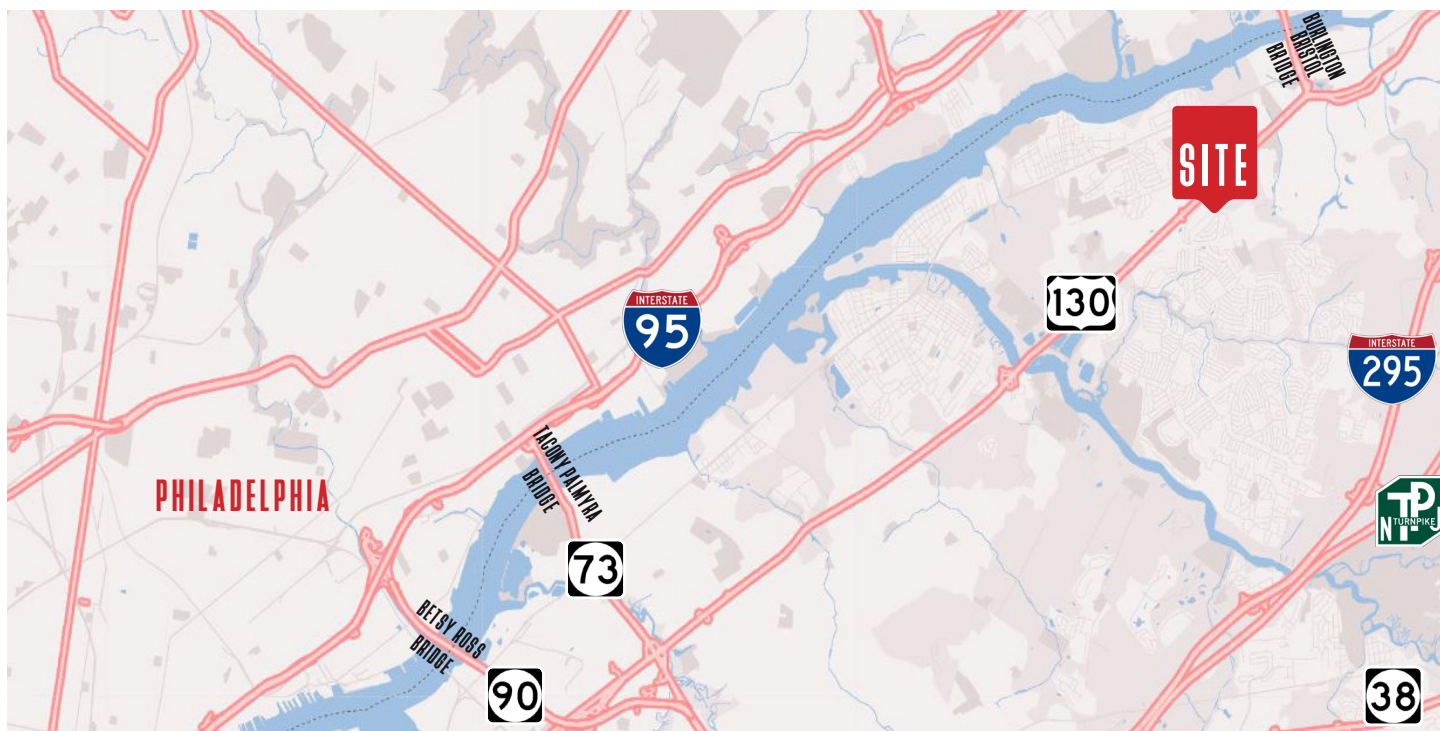 BURLINGTON
BRISTOL
BRIDGE
SITE
130
INTERSTATE
95
INTERSTATE
295
TACONY PALMYRA
BRIDGE
PHILADELPHIA
TP
N TURNPIKE J
73
BETSY ROSS
BRIDGE
90
38